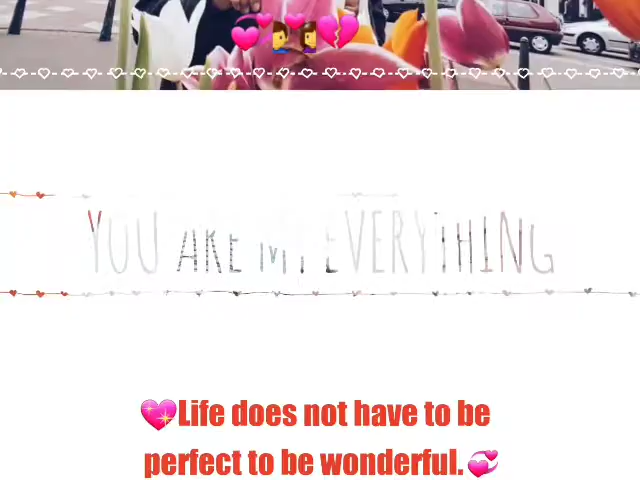 YOU ARE MY EVERYTHING
💖Life does not have to be
perfect to be wonderful.💞